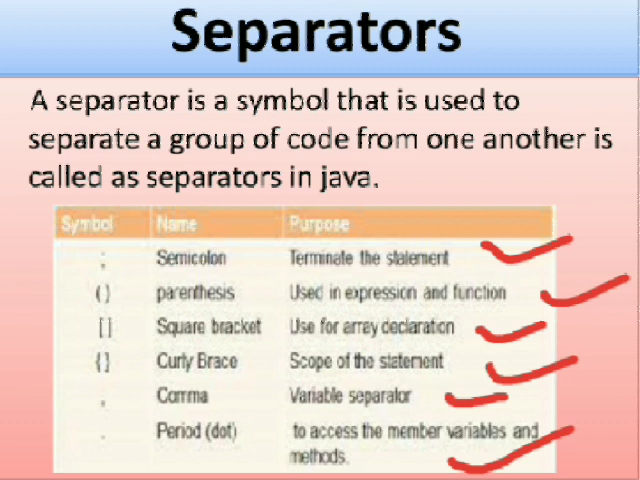 Separators
A separator is a symbol that is used to
separate a group of code from one another is
called as separators in java.
Symbol Name Purpose
; Semicolon Terminate the statement
( ) parenthesis Used in expression and function
[ ] Square bracket Use for array declaration
{ } Curly Brace Scope of the statement
, Comma Variable separator
. Period (dot) to access the member variables and
methods.